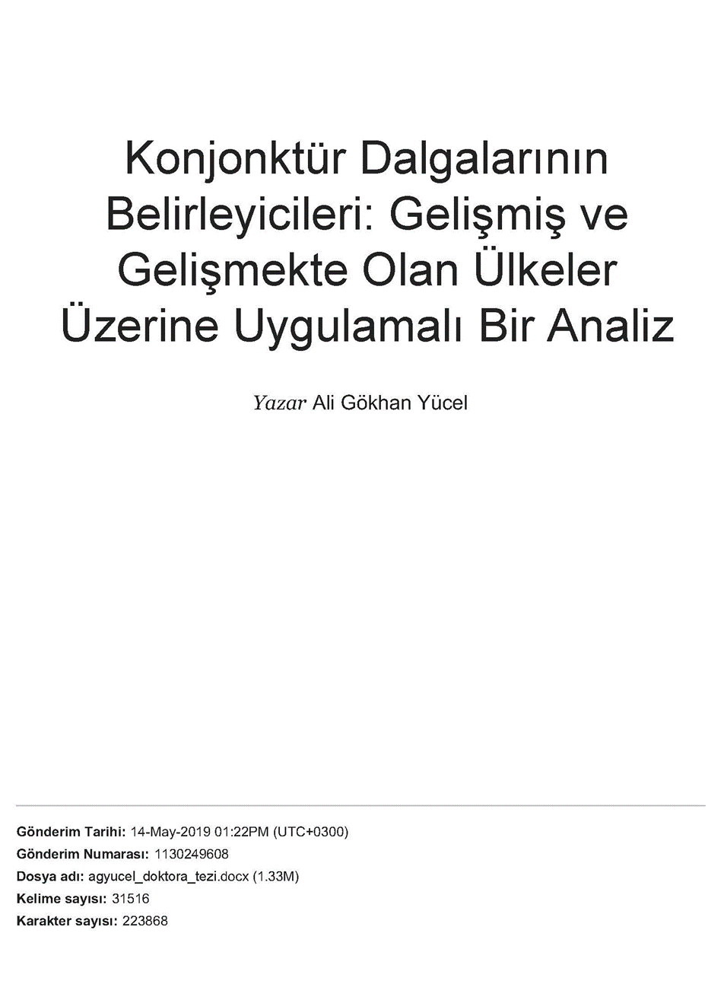 Konjonktür Dalgalarının
Belirleyicileri: Gelişmiş ve
Gelişmekte Olan Ülkeler
Üzerine Uygulamalı Bir Analiz
Yazar Ali Gökhan Yücel
Gönderim Tarihi: 14-May-2019 01:22PM (UTC+0300)
Gönderim Numarası: 1130249608
Dosya adı: agyucel_doktora_tezi.docx (1.33M)
Kelime sayısı: 31516
Karakter sayısı: 223868